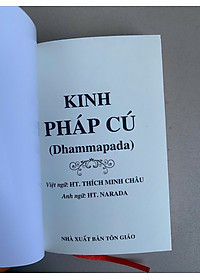 KINH
PHÁP CÚ
(Dhammapada)
Việt ngữ: HT. THÍCH MINH CHÂU
Anh ngữ: HT. NARADA
NHÀ XUẤT BẢN TÔN GIÁO